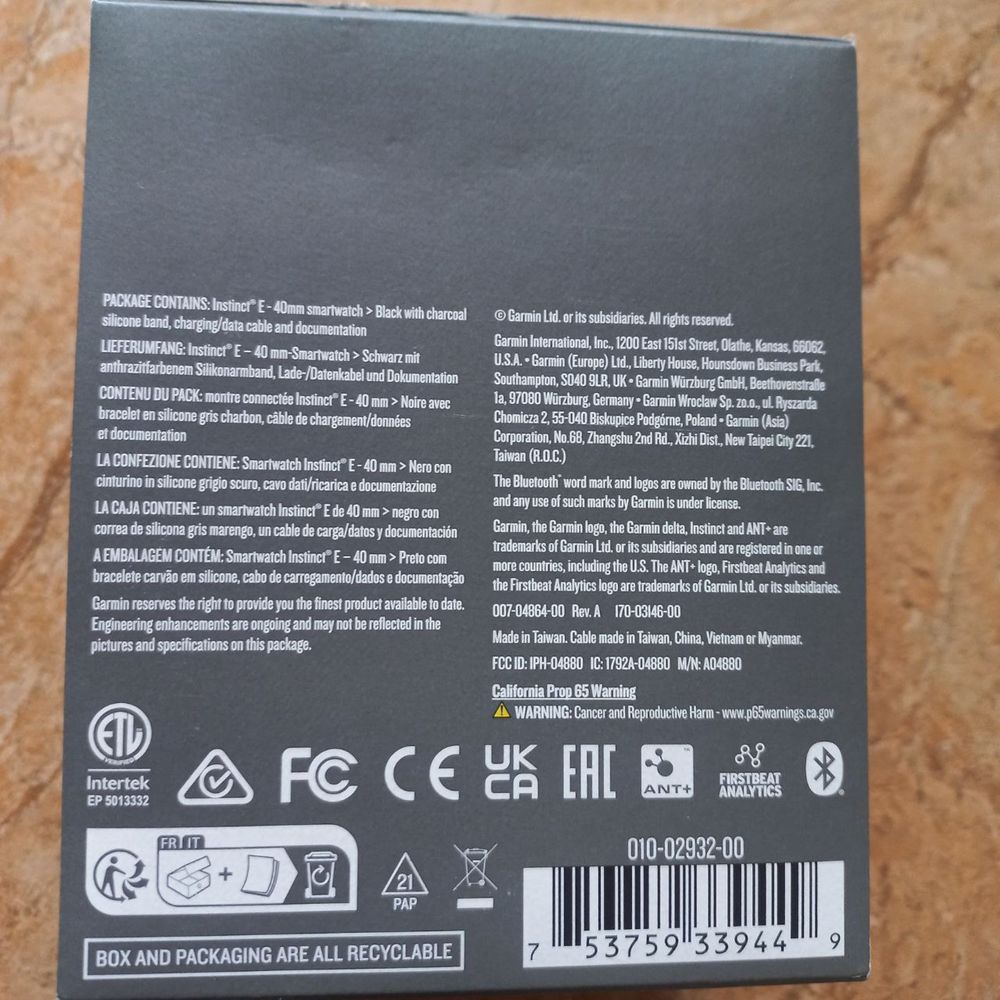 PACKAGE CONTAINS: Instinct® E - 40mm smartwatch > Black with charcoal
silicone band, charging/data cable and documentation
LIEFERUMFANG: Instinct® E – 40 mm-Smartwatch > Schwarz mit
anthrazitfarbenem Silikonarmband, Lade-/Datenkabel und Dokumentation
CONTENU DU PACK: montre connectée Instinct® E - 40 mm > Noire avec
bracelet en silicone gris charbon, câble de chargement/données
et documentation
LA CONFEZIONE CONTIENE: Smartwatch Instinct® E - 40 mm > Nero con
cinturino in silicone grigio scuro, cavo dati/ricarica e documentazione
LA CAJA CONTIENE: un smartwatch Instinct® E de 40 mm > negro con
correa de silicona gris marengo, un cable de carga/datos y documentación
A EMBALAGEM CONTÉM: Smartwatch Instinct® E – 40 mm > Preto com
bracelete carvão em silicone, cabo de carregamento/dados e documentação
Garmin reserves the right to provide you the finest product available to date.
Engineering enhancements are ongoing and may not be reflected in the
pictures and specifications on this package.
© Garmin Ltd. or its subsidiaries. All rights reserved.
Garmin International, Inc., 1200 East 151st Street, Olathe, Kansas, 66062,
U.S.A. • Garmin (Europe) Ltd., Liberty House, Hounsdown Business Park,
Southampton, SO40 9LR, UK • Garmin Würzburg GmbH, Beethovenstraße
1a, 97080 Würzburg, Germany • Garmin Wroclaw Sp. zo.o., ul. Ryszarda
Chomicza 2, 55-040 Biskupice Podgórne, Poland • Garmin (Asia)
Corporation, No.68, Zhangshu 2nd Rd., Xizhi Dist., New Taipei City 221,
Taiwan (R.O.C.)
The Bluetooth® word mark and logos are owned by the Bluetooth SIG, Inc.
and any use of such marks by Garmin is under license.
Garmin, the Garmin logo, the Garmin delta, Instinct and ANT+ are
trademarks of Garmin Ltd. or its subsidiaries and are registered in one or
more countries, including the U.S. The ANT+ logo, Firstbeat Analytics and
the Firstbeat Analytics logo are trademarks of Garmin Ltd. or its subsidiaries.
007-04864-00 Rev. A 170-03146-00
Made in Taiwan. Cable made in Taiwan, China, Vietnam or Myanmar.
FCC ID: IPH-04880 IC: 1792A-04880 M/N: A04880
California Prop 65 Warning
WARNING: Cancer and Reproductive Harm - www.p65warnings.ca.gov
ETL
VERIFIED
Intertek
EP 5013332
FC
CE
UK
CA
EAC
ANT+
FIRSTBEAT
ANALYTICS
FR IT
+
21
PAP
BOX AND PACKAGING ARE ALL RECYCLABLE
010-02932-00
7 53759 33944 9